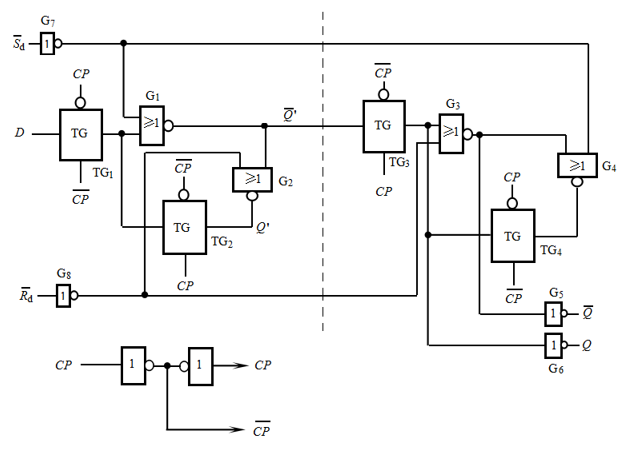 G₇
S̅d 1
CP C̅P̅ 
G₁ Q̅' G₃
≥1 TG ≥1
D TG
≥1 G₄
TG₁ C̅P̅ ≥1 G₂ TG₃ CP
C̅P̅ CP
TG Q' TG
TG₂ TG₄
G₈ CP
R̅d 1 C̅P̅ G₅
1 Q̅
1 Q
CP 1 1 CP G₆
C̅P̅